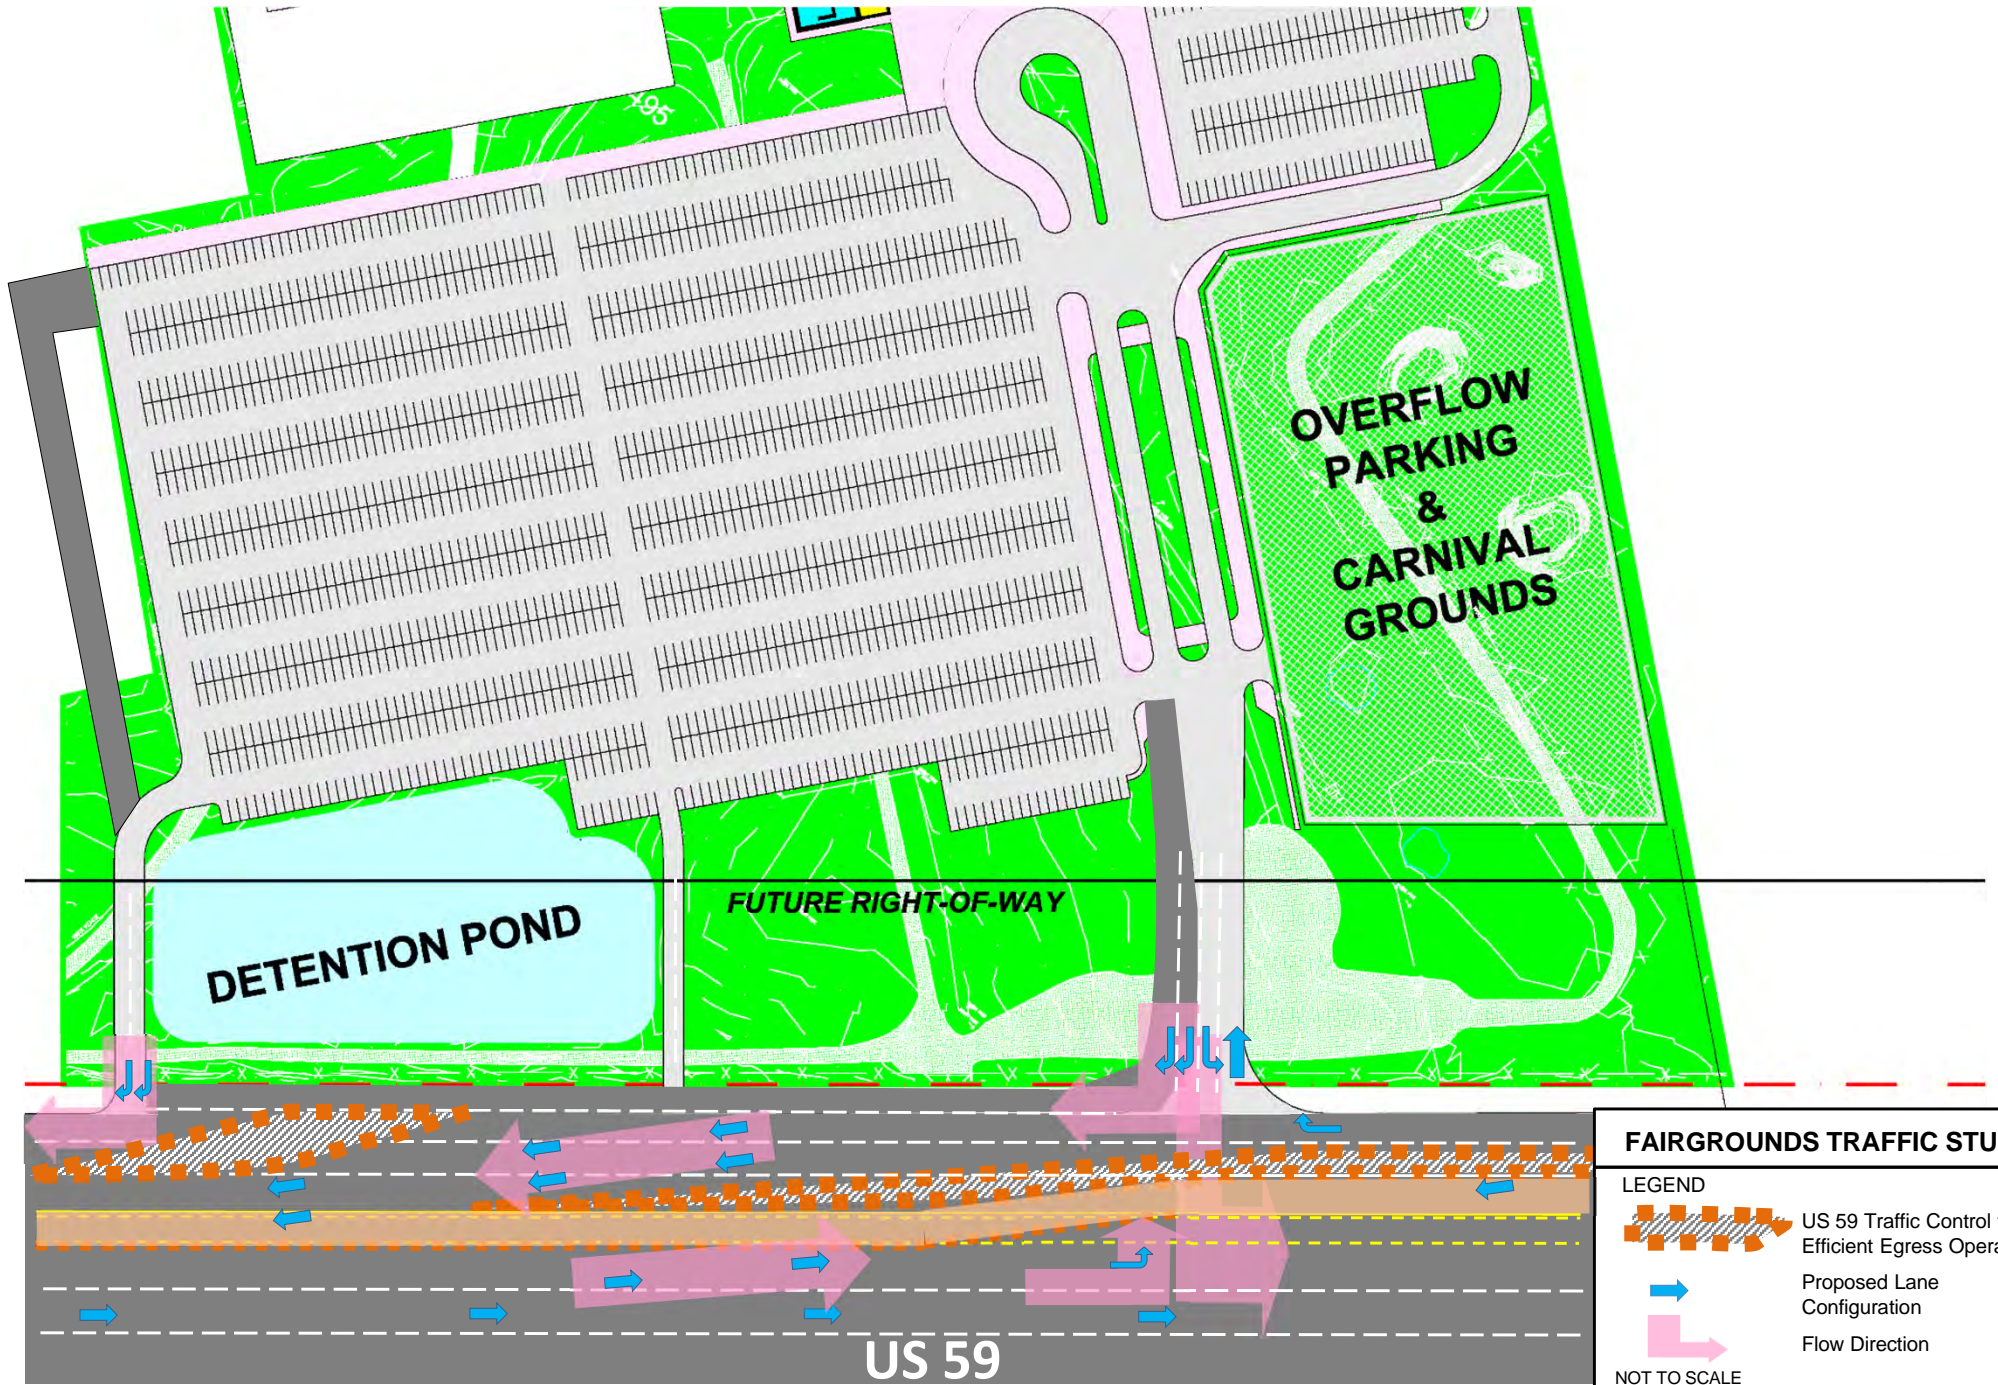 +95
OVERFLOW
PARKING
&
CARNIVAL
GROUNDS
FUTURE RIGHT-OF-WAY
DETENTION POND
US 59
FAIRGROUNDS TRAFFIC STU
LEGEND
US 59 Traffic Control
Efficient Egress Opera
Proposed Lane
Configuration
Flow Direction
NOT TO SCALE